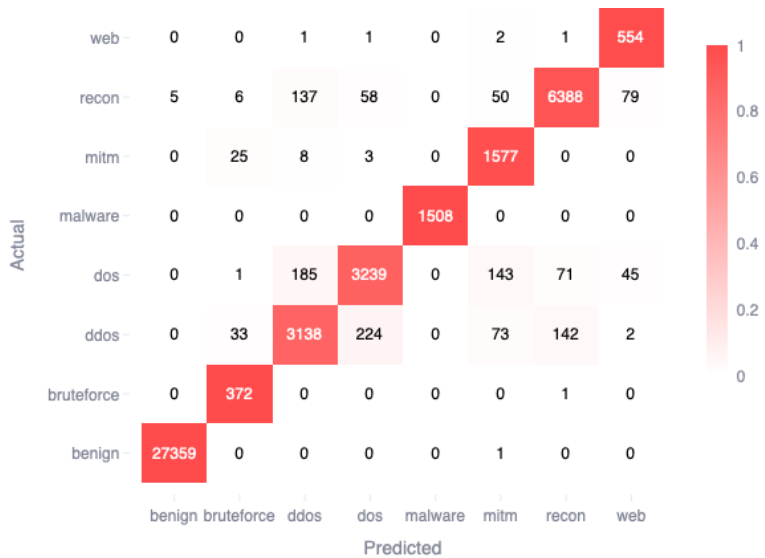 web 0 0 1 1 0 2 1 554
recon 5 6 137 58 0 50 6388 79
mitm 0 25 8 3 0 1577 0 0
malware 0 0 0 0 1508 0 0 0
dos 0 1 185 3239 0 143 71 45
ddos 0 33 3138 224 0 73 142 2
bruteforce 0 372 0 0 0 0 1 0
benign 27359 0 0 0 0 1 0 0
benign bruteforce ddos dos malware mitm recon web
Predicted
Actual
1
0.8
0.6
0.4
0.2
0